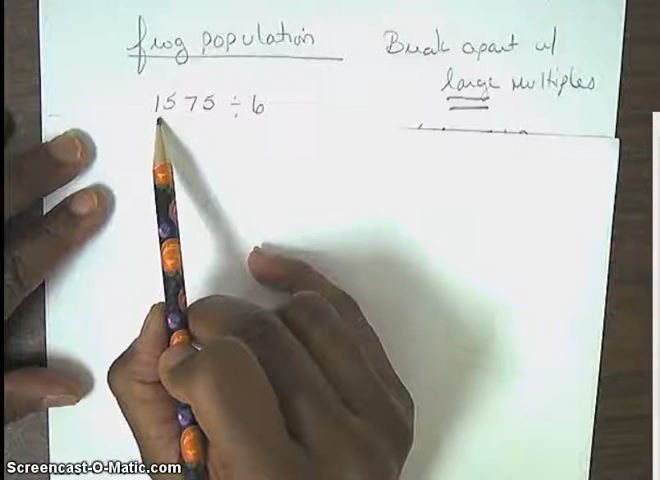 frog population
Break apart w/
large multiples
1575 ÷ 6
Screencast-O-Matic.com